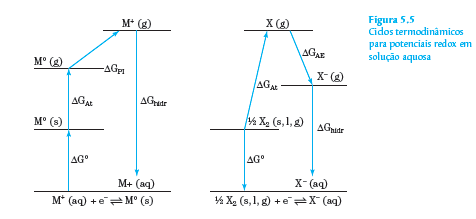 M⁺ (g)
M⁰ (g)
ΔG_PI
ΔG_At
ΔG_hidr
M⁰ (s)
ΔG⁰
M+ (aq)
M⁺ (aq) + e⁻ ⇌ M⁰ (s)
X (g)
ΔG_AE
X⁻ (g)
ΔG_At
½ X₂ (s, l, g)
ΔG_hidr
ΔG⁰
X⁻ (aq)
½ X₂ (s, l, g) + e⁻ ⇌ X⁻ (aq)
Figura 5.5
Ciclos termodinâmicos
para potenciais redox em
solução aquosa